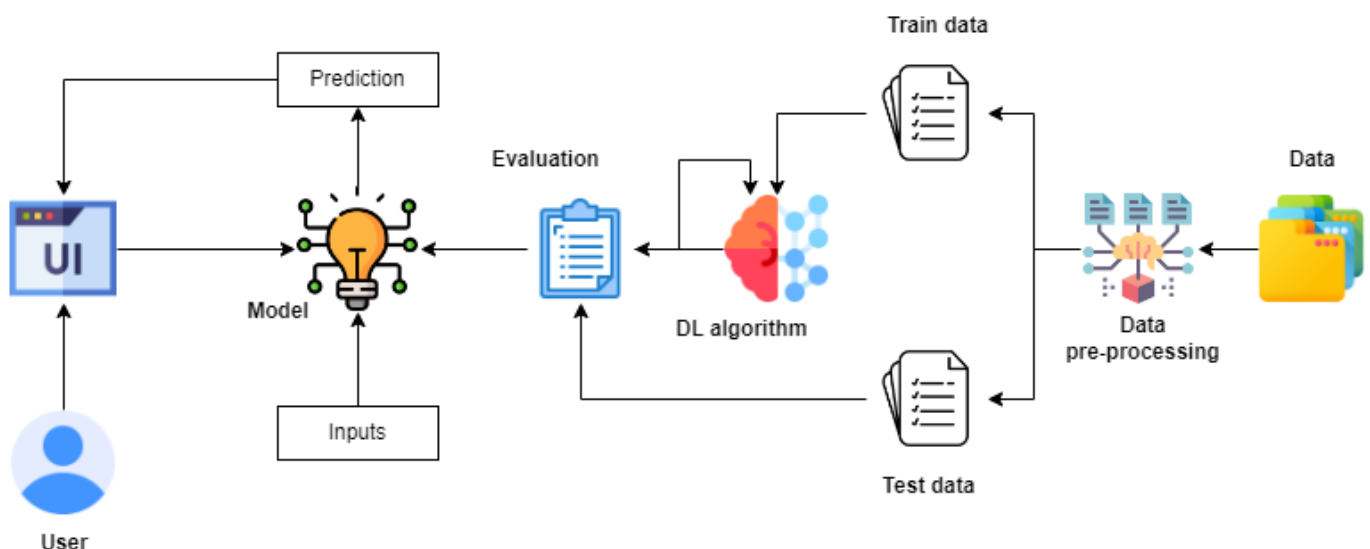 Train data
Prediction
Evaluation
Data
UI
Model
DL algorithm
Data
pre-processing
Inputs
Test data
User